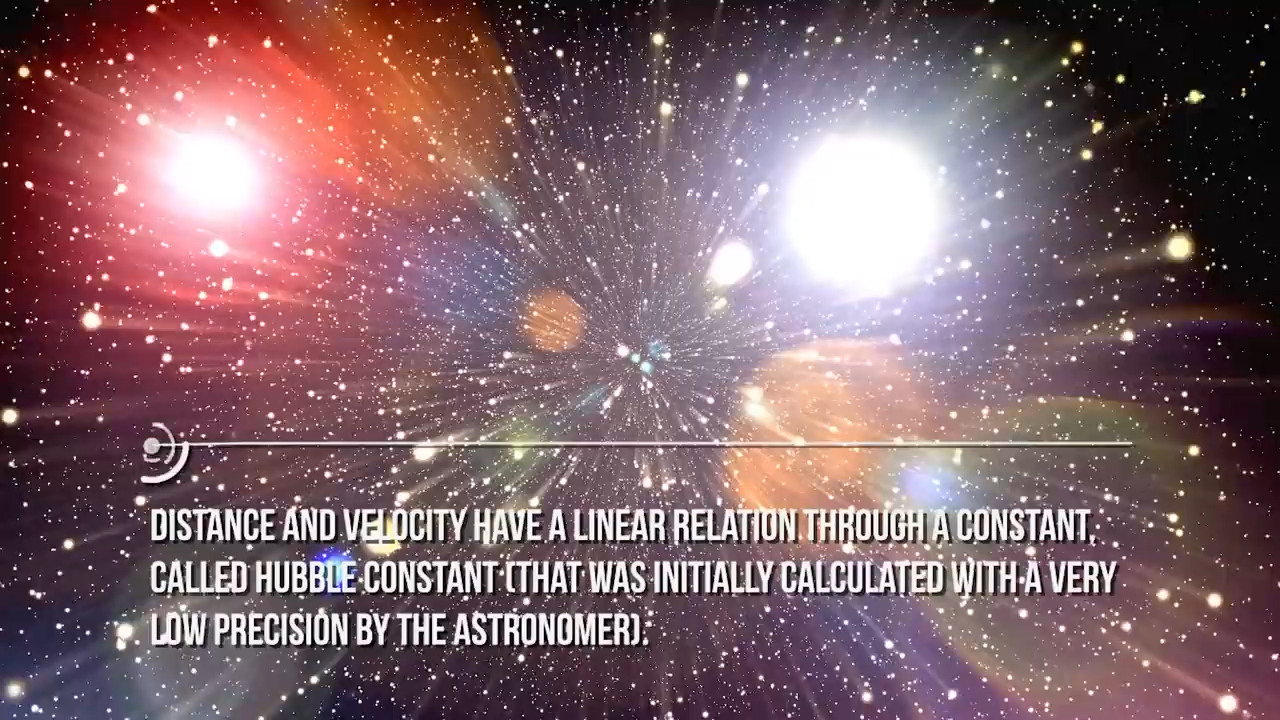 DISTANCE AND VELOCITY HAVE A LINEAR RELATION THROUGH A CONSTANT,
CALLED HUBBLE CONSTANT (THAT WAS INITIALLY CALCULATED WITH A VERY
LOW PRECISION BY THE ASTRONOMER).